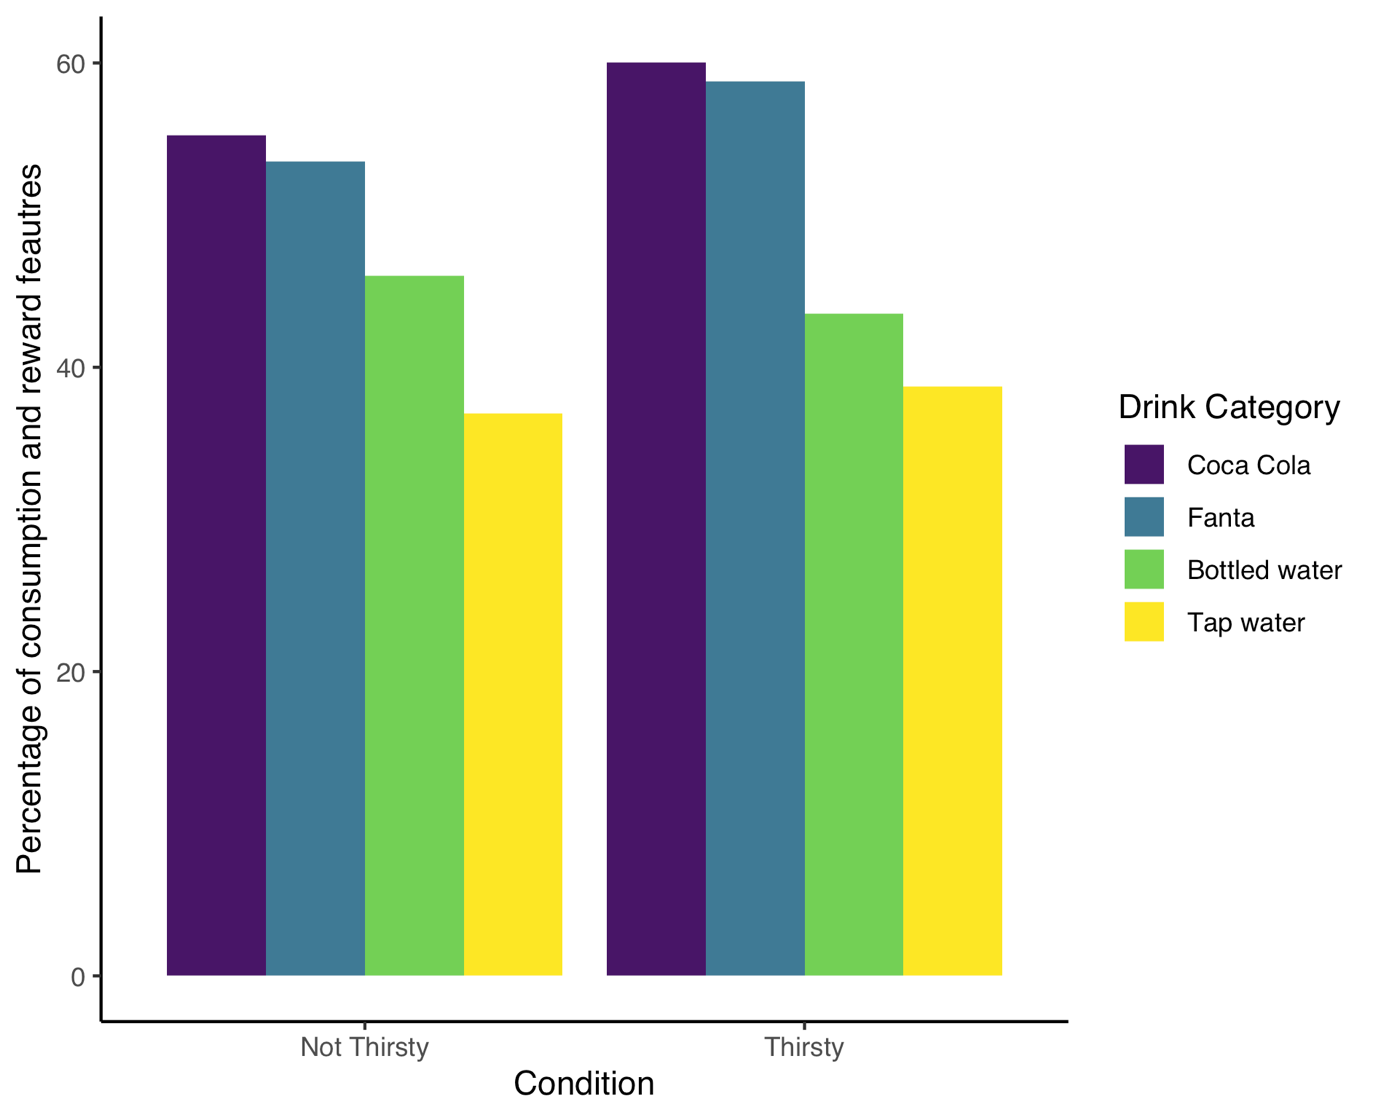 Percentage of consumption and reward feautres
60
40
20
0
Not Thirsty
Thirsty
Condition
Drink Category
Coca Cola
Fanta
Bottled water
Tap water